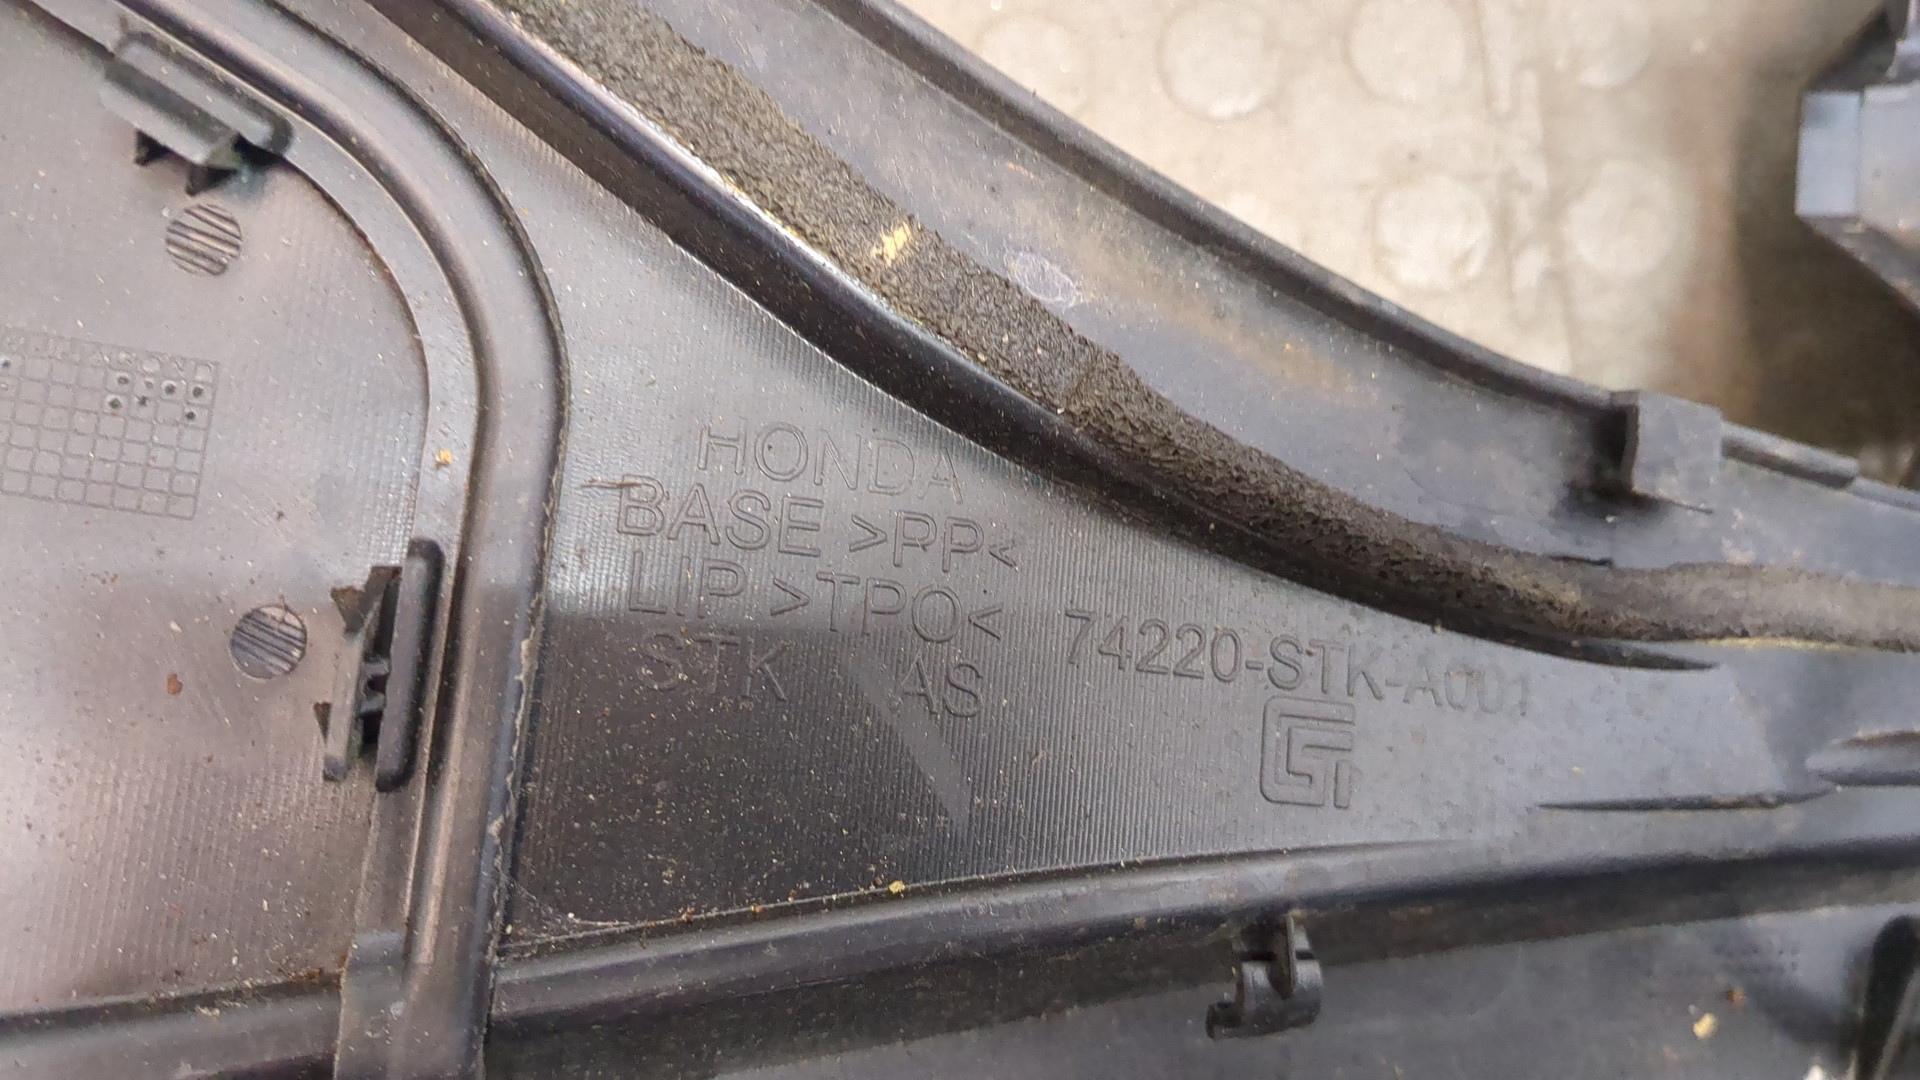 HONDA
BASE >PP<
LIP >TPO<
STK AS
74220-STK-A001